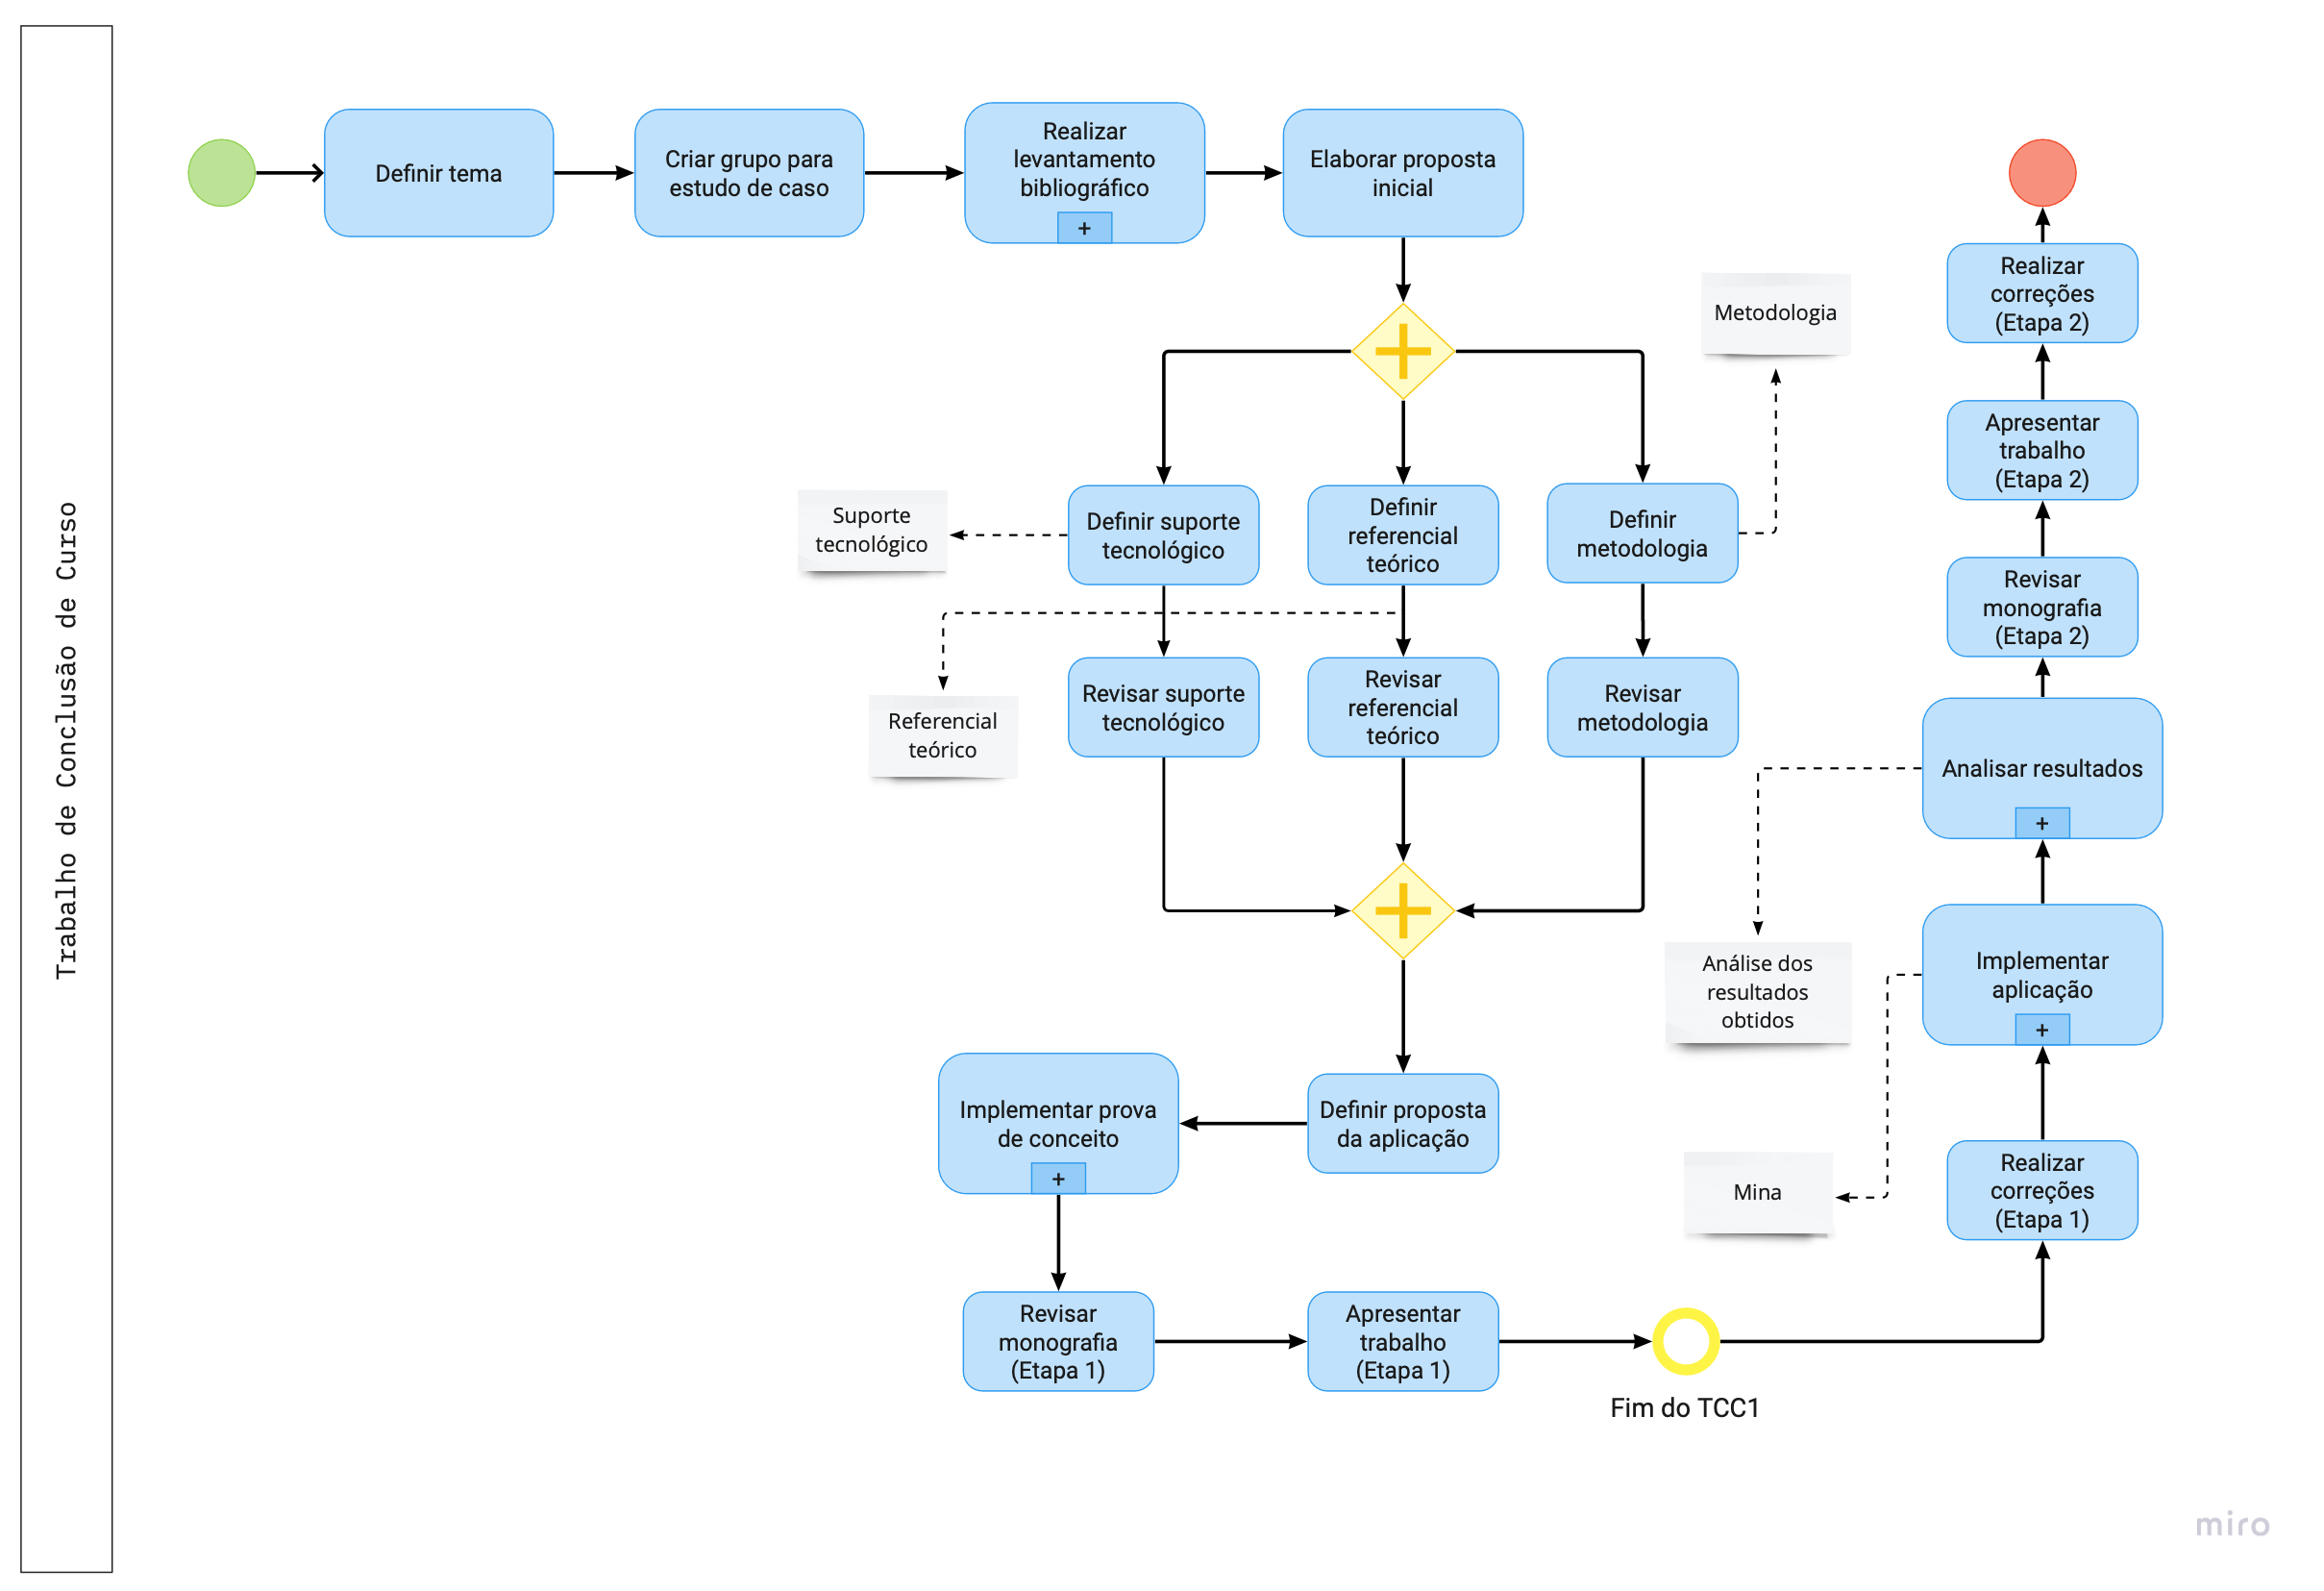 Trabalho de Conclusão de Curso
Definir tema
Criar grupo para
estudo de caso
Realizar
levantamento
bibliográfico
+
Elaborar proposta
inicial
Metodologia
Suporte
tecnológico
Definir suporte
tecnológico
Definir
referencial
teórico
Definir
metodologia
Referencial
teórico
Revisar suporte
tecnológico
Revisar
referencial
teórico
Revisar
metodologia
Definir proposta
da aplicação
Implementar prova
de conceito
+
Revisar
monografia
(Etapa 1)
Apresentar
trabalho
(Etapa 1)
Fim do TCC1
Realizar
correções
(Etapa 1)
Mina
Implementar
aplicação
+
Análise dos
resultados
obtidos
Analisar resultados
+
Revisar
monografia
(Etapa 2)
Apresentar
trabalho
(Etapa 2)
Realizar
correções
(Etapa 2)
miro